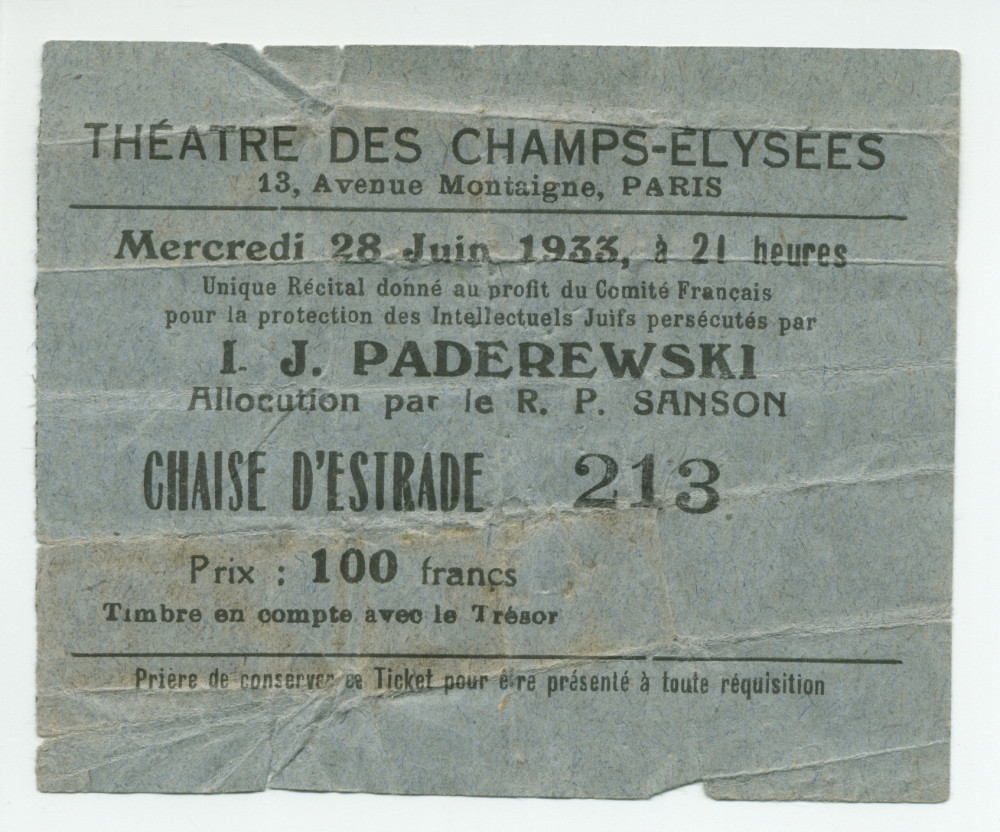 THÉATRE DES CHAMPS-ÉLYSÉES
13, Avenue Montaigne, PARIS
Mercredi 28 Juin 1933, à 21 heures
Unique Récital donné au profit du Comité Français
pour la protection des Intellectuels Juifs persécutés par
I. J. PADEREWSKI
Allocution par le R. P. SANSON
CHAISE D'ESTRADE 213
Prix : 100 francs
Timbre en compte avec le Trésor
Prière de conserver ce Ticket pour être présenté à toute réquisition